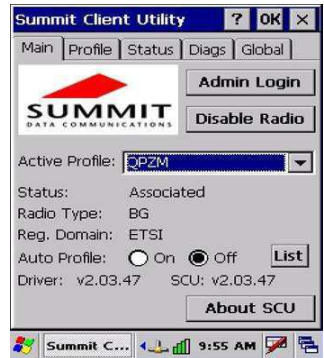 Summit Client Utility ? OK ×
Main Profile Status Diags Global
SUMMIT
DATA COMMUNICATIONS
Admin Login
Disable Radio
Active Profile: QPZM
Status: Associated
Radio Type: BG
Reg. Domain: ETSI
Auto Profile: On Off List
Driver: v2.03.47 SCU: v2.03.47
About SCU
Summit C... 9:55 AM